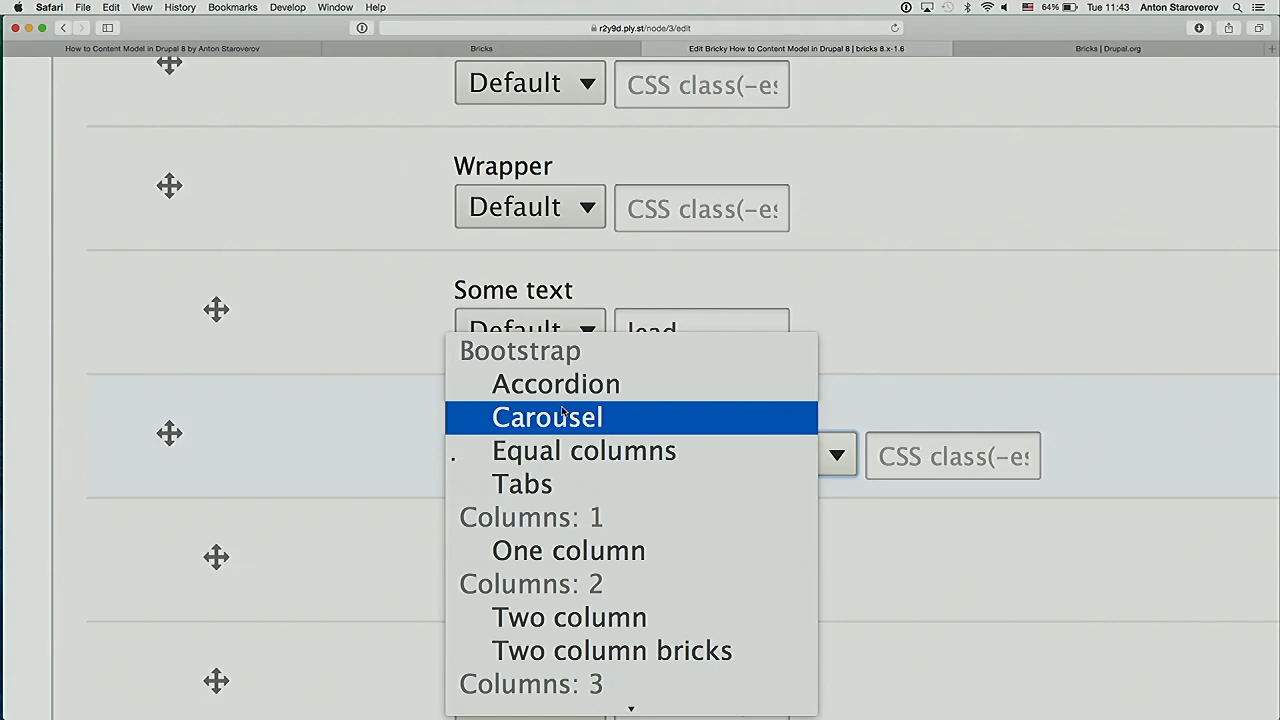 Safari File Edit View History Bookmarks Develop Window Help 64% Tue 11:43 Anton Staroverov
r2y9d.ply.st/node/3/edit
How to Content Model in Drupal 8 by Anton Staroverov Bricks Edit Bricky How to Content Model in Drupal 8 | bricks 8.x-1.6 Bricks | Drupal.org
Default CSS class(-es
Wrapper
Default CSS class(-es
Some text
Default lead
Bootstrap
Accordion
Carousel
CSS class(-es
Equal columns
Tabs
Columns: 1
One column
Columns: 2
Two column
Two column bricks
Columns: 3